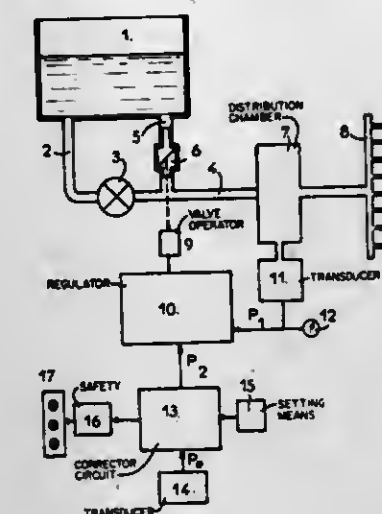 1.
5
2
3
6
4
DISTRIBUTION
CHAMBER
7
8
VALVE
OPERATOR
9
REGULATOR
10.
11.
TRANSDUCER
P1
12
P2
17
SAFETY
16
13.
15
SETTING
MEANS
CORRECTOR
CIRCUIT
14.
TRANSDUCER